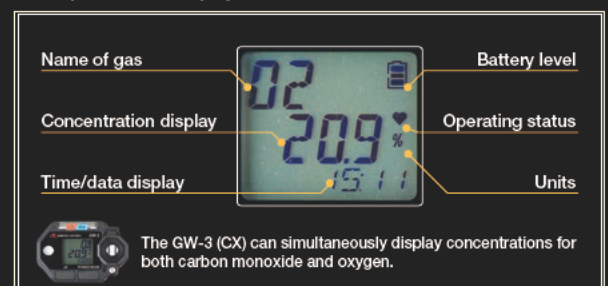 Name of gas
Battery level
02
Concentration display
Operating status
20.9
%
Time/data display
Units
15:11
The GW-3 (CX) can simultaneously display concentrations for
both carbon monoxide and oxygen.